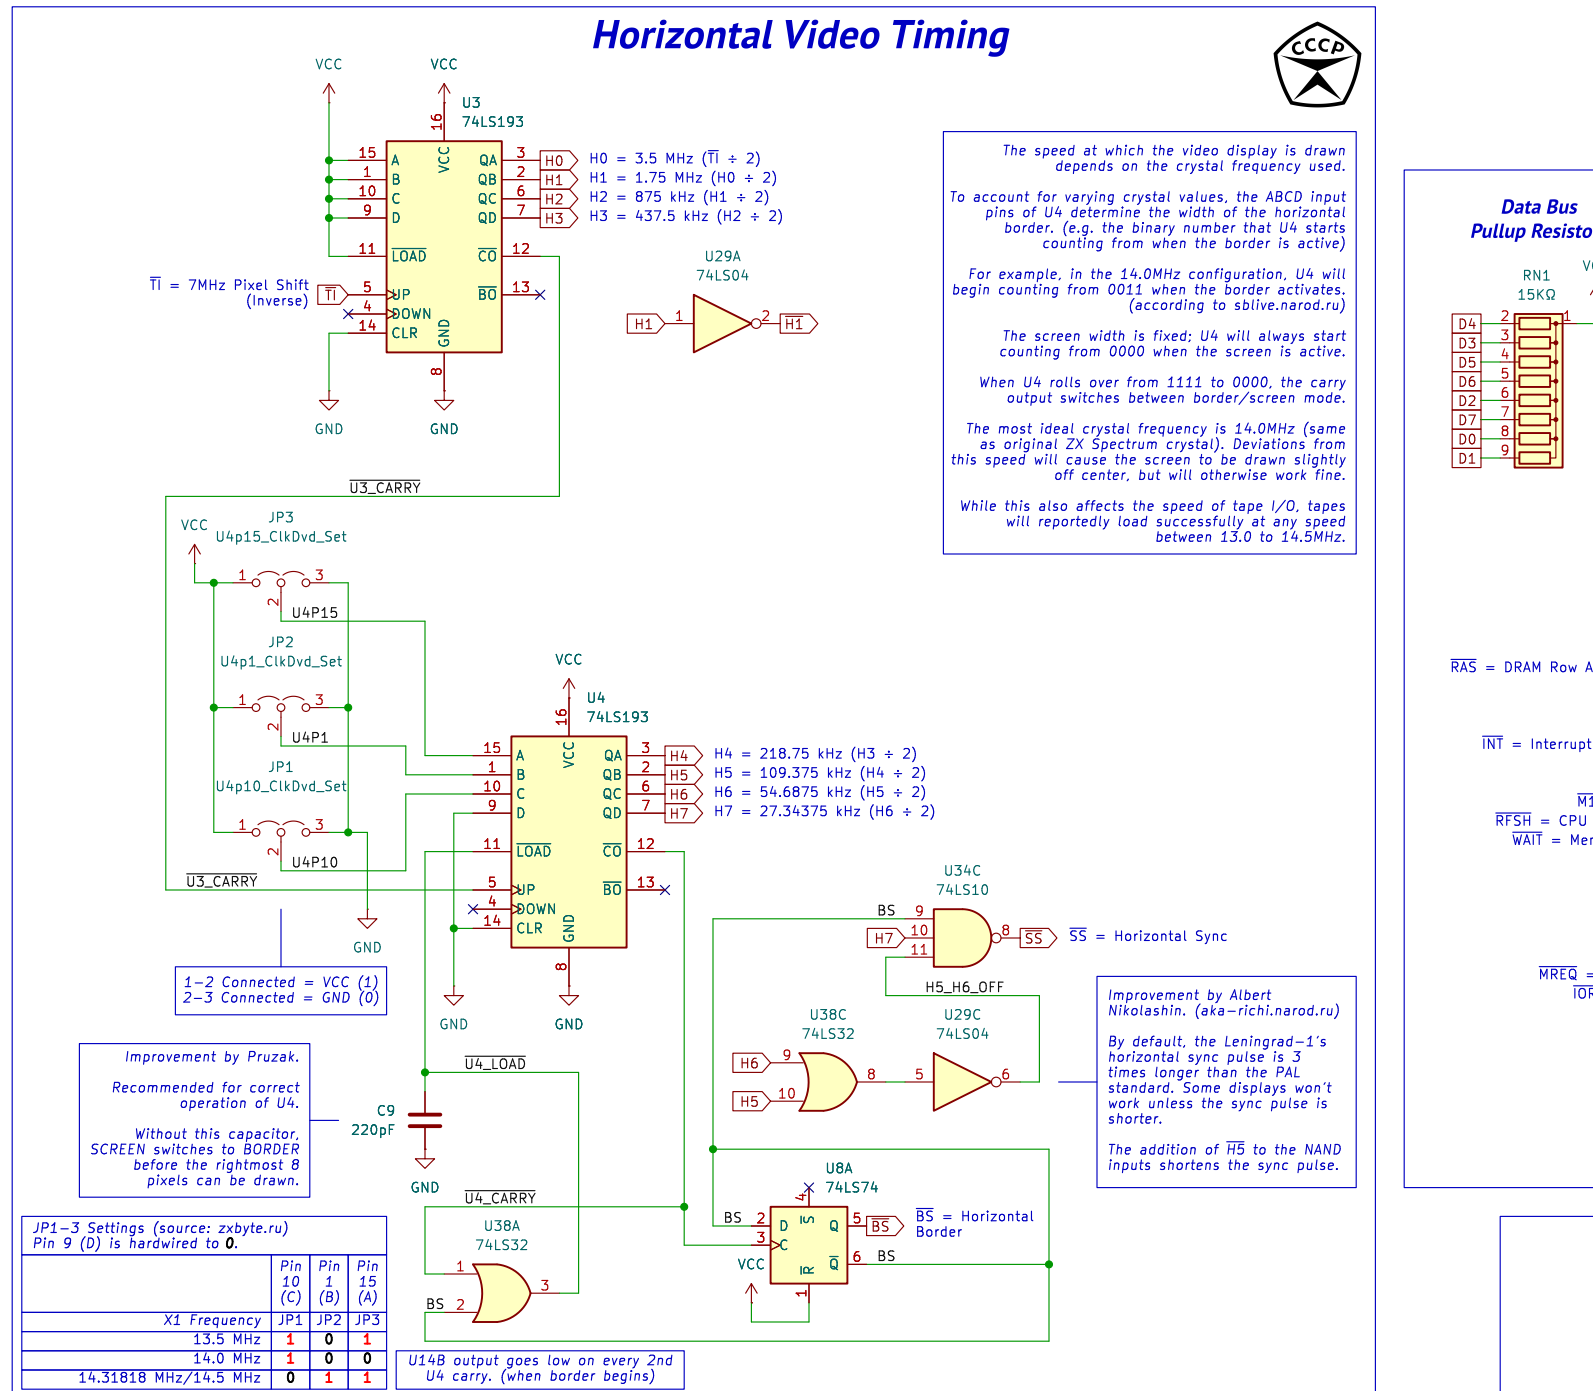 Horizontal Video Timing
CCCP
VCC
VCC
U3
74LS193
16
VCC
15 A
1 B
10 C
9 D
11 LOAD
5 UP
4 DOWN
14 CLR
QA 3 H0 H0 = 3.5 MHz (TI ÷ 2)
QB 2 H1 H1 = 1.75 MHz (H0 ÷ 2)
QC 6 H2 H2 = 875 kHz (H1 ÷ 2)
QD 7 H3 H3 = 437.5 kHz (H2 ÷ 2)
CO 12
BO 13
GND
8
TI = 7MHz Pixel Shift
(Inverse)
TI
GND
GND
U29A
74LS04
H1 1 2 H1
The speed at which the video display is drawn
depends on the crystal frequency used.
To account for varying crystal values, the ABCD input
pins of U4 determine the width of the horizontal
border. (e.g. the binary number that U4 starts
counting from when the border is active)
For example, in the 14.0MHz configuration, U4 will
begin counting from 0011 when the border activates.
(according to sblive.narod.ru)
The screen width is fixed; U4 will always start
counting from 0000 when the screen is active.
When U4 rolls over from 1111 to 0000, the carry
output switches between border/screen mode.
The most ideal crystal frequency is 14.0MHz (same
as original ZX Spectrum crystal). Deviations from
this speed will cause the screen to be drawn slightly
off center, but will otherwise work fine.
While this also affects the speed of tape I/O, tapes
will reportedly load successfully at any speed
between 13.0 to 14.5MHz.
U3_CARRY
VCC
JP3
U4p15_ClkDvd_Set
1 3
2
U4P15
JP2
U4p1_ClkDvd_Set
1 3
2
U4P1
JP1
U4p10_ClkDvd_Set
1 3
2
U4P10
U3_CARRY
GND
1-2 Connected = VCC (1)
2-3 Connected = GND (0)
VCC
U4
74LS193
16
VCC
15 A
1 B
10 C
9 D
11 LOAD
5 UP
4 DOWN
14 CLR
QA 3 H4 H4 = 218.75 kHz (H3 ÷ 2)
QB 2 H5 H5 = 109.375 kHz (H4 ÷ 2)
QC 6 H6 H6 = 54.6875 kHz (H5 ÷ 2)
QD 7 H7 H7 = 27.34375 kHz (H6 ÷ 2)
CO 12
BO 13
GND
8
GND
GND
U34C
74LS10
BS 9
H7 10
11
8 SS SS = Horizontal Sync
H5_H6_OFF
U38C
74LS32
H6 9
H5 10
8
U29C
74LS04
5 6
Improvement by Albert
Nikolashin. (aka-richi.narod.ru)
By default, the Leningrad-1's
horizontal sync pulse is 3
times longer than the PAL
standard. Some displays won't
work unless the sync pulse is
shorter.
The addition of H5 to the NAND
inputs shortens the sync pulse.
Improvement by Pruzak.
Recommended for correct
operation of U4.
Without this capacitor,
SCREEN switches to BORDER
before the rightmost 8
pixels can be drawn.
U4_LOAD
C9
220pF
GND
U4_CARRY
U38A
74LS32
1
BS 2
3
U8A
74LS74
4
S
BS 2 D
3 C
Q 5 BS
Q 6 BS
R
1
VCC
BS = Horizontal
Border
JP1-3 Settings (source: zxbyte.ru)
Pin 9 (D) is hardwired to 0.
Pin Pin Pin
10 1 15
(C) (B) (A)
X1 Frequency JP1 JP2 JP3
13.5 MHz 1 0 1
14.0 MHz 1 0 0
14.31818 MHz/14.5 MHz 0 1 1
U14B output goes low on every 2nd
U4 carry. (when border begins)
Data Bus
Pullup Resisto
RN1
15KΩ
D4 2 1
D3 3
D5 4
D6 5
D2 6
D7 7
D0 8
D1 9
RAS = DRAM Row A
INT = Interrupt
M1
RFSH = CPU
WAIT = Mer
MREQ =